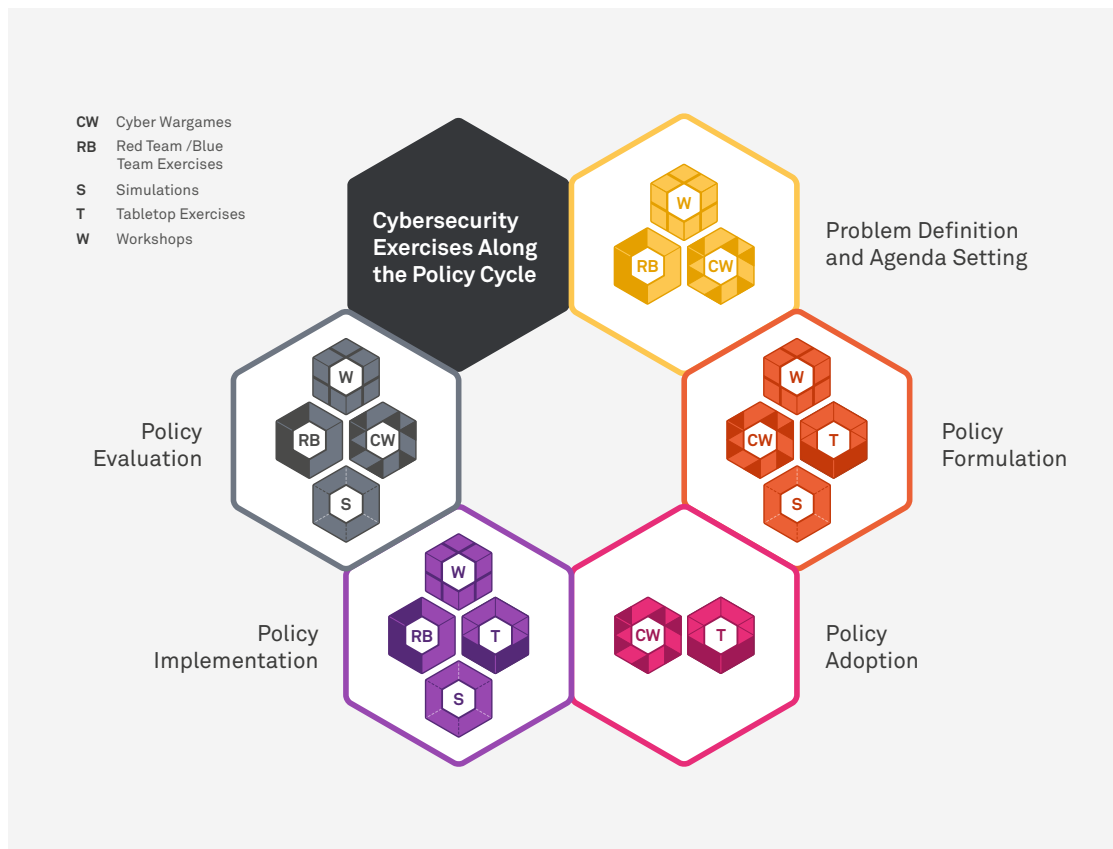 CW Cyber Wargames
RB Red Team /Blue
Team Exercises
S Simulations
T Tabletop Exercises
W Workshops
Cybersecurity
Exercises Along
the Policy Cycle
W
RB
CW
Problem Definition
and Agenda Setting
W
CW
T
S
Policy
Formulation
CW
T
Policy
Adoption
W
RB
T
S
Policy
Implementation
W
RB
CW
S
Policy
Evaluation